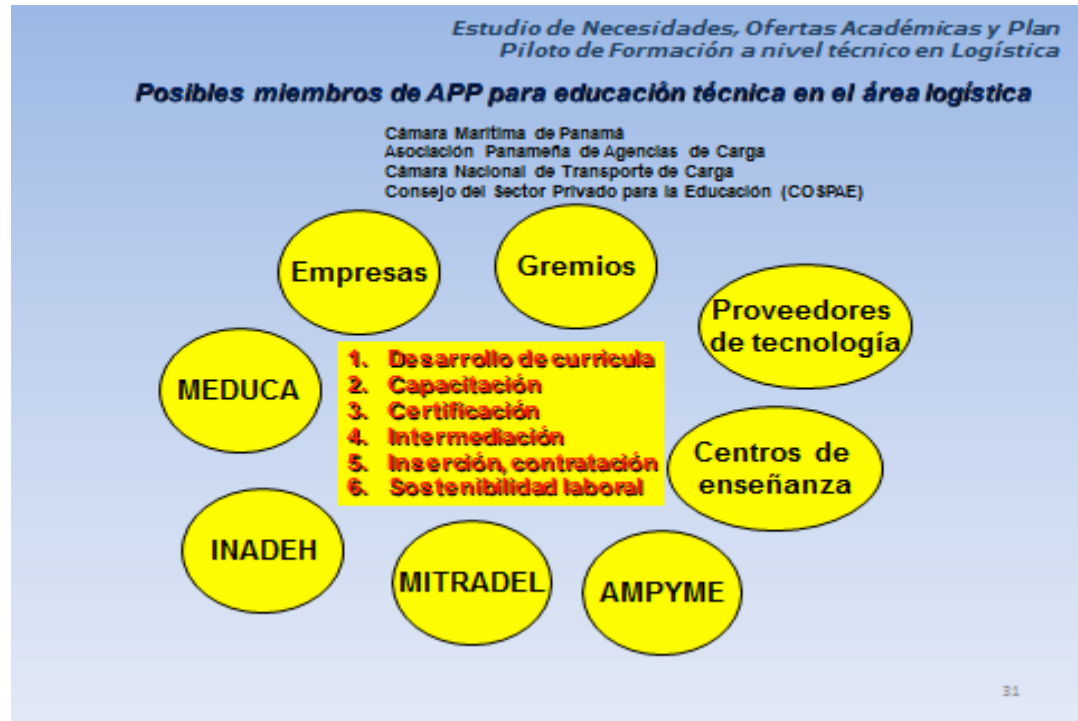 Estudio de Necesidades, Ofertas Académicas y Plan
Piloto de Formación a nivel técnico en Logística
Posibles miembros de APP para educación técnica en el área logística
Cámara Marítima de Panamá
Asociación Panameña de Agencias de Carga
Cámara Nacional de Transporte de Carga
Consejo del Sector Privado para la Educación (COSPAE)
Empresas
Gremios
Proveedores
de tecnología
MEDUCA
1. Desarrollo de curricula
2. Capacitación
3. Certificación
4. Intermediación
5. Inserción, contratación
6. Sostenibilidad laboral
Centros de
enseñanza
INADEH
MITRADEL
AMPYME
31